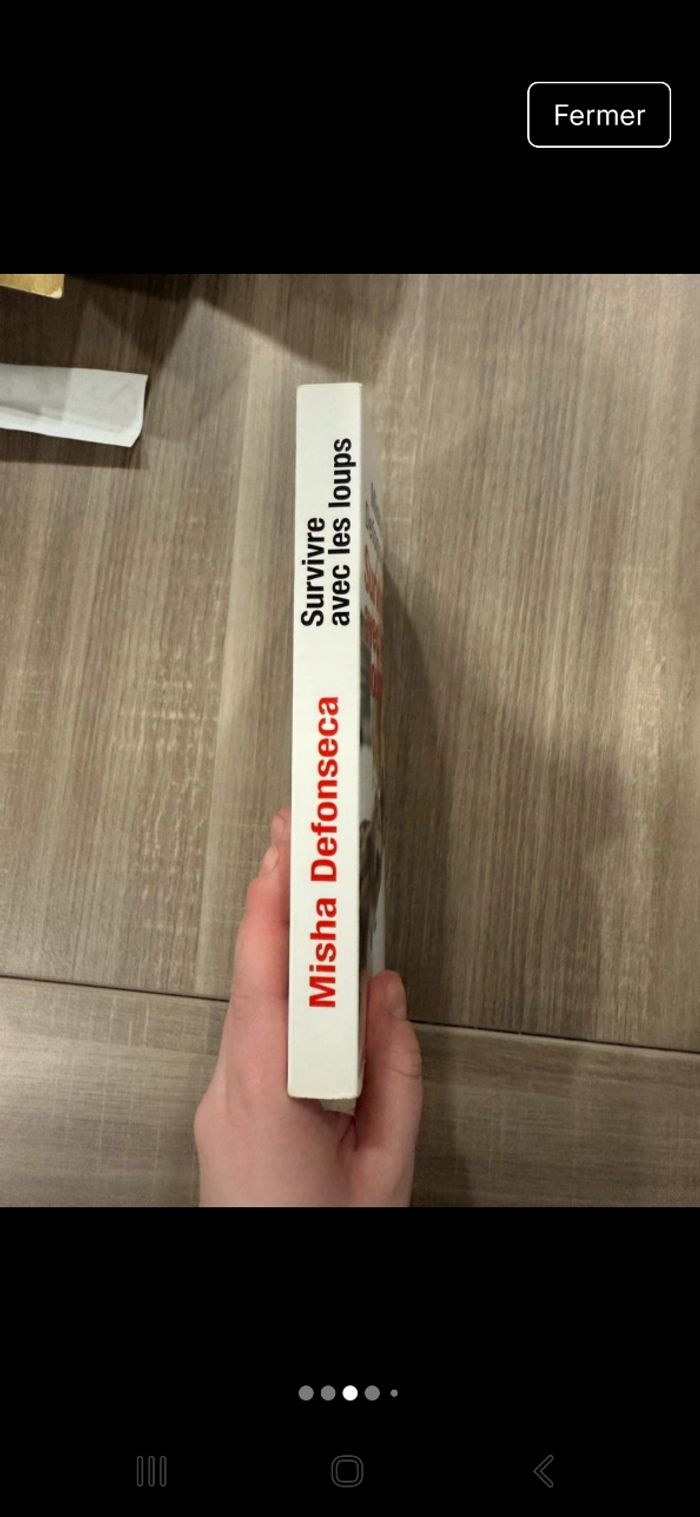 Fermer
Survivre
avec les loups
Misha Defonseca